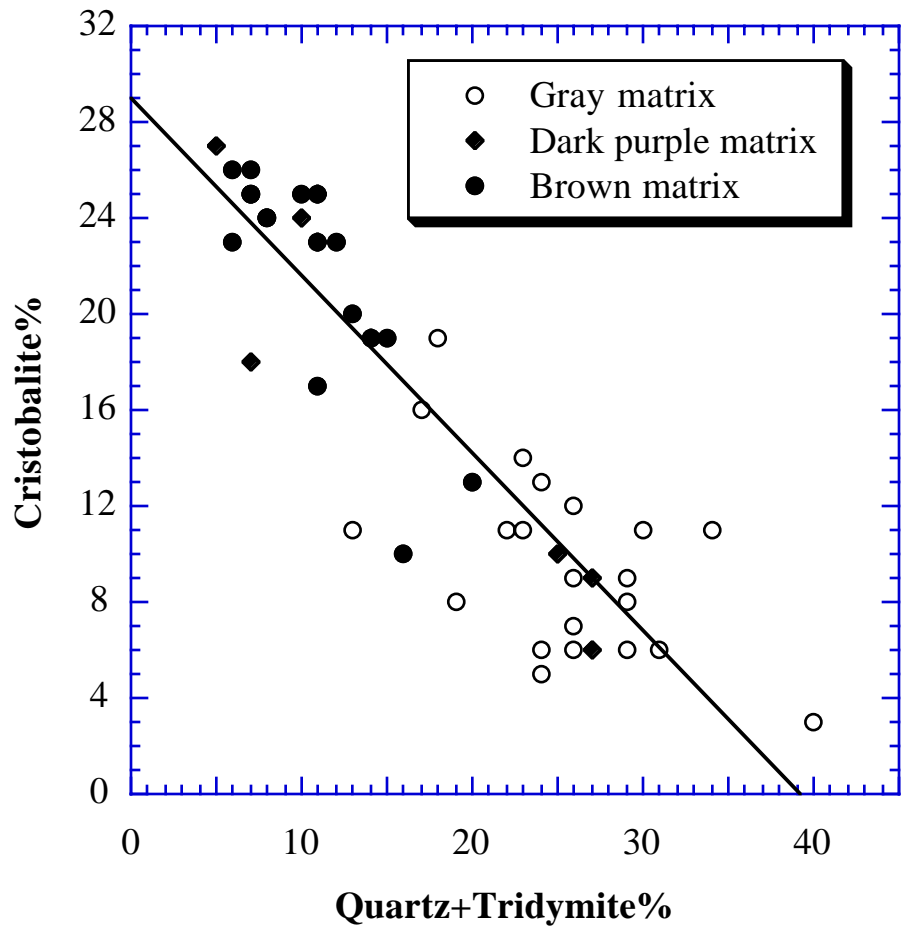 32
28
24
20
16
12
8
4
0
Cristobalite%
Gray matrix
Dark purple matrix
Brown matrix
0 10 20 30 40
Quartz+Tridymite%